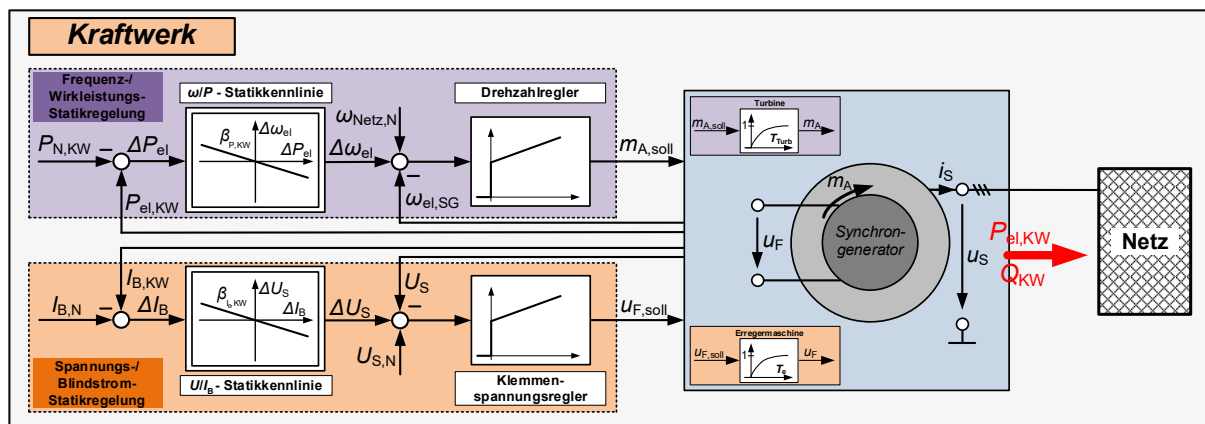 Kraftwerk
Frequenz-/
Wirkleistungs-
Statikregelung
ω/P - Statikkennlinie
Drehzahlregler
ω_Netz,N
P_N,KW
−
ΔP_el
β_P,KW
Δω_el
ΔP_el
Δω_el
−
m_A,soll
P_el,KW
ω_el,SG
Turbine
m_A,soll
1
T_Turb
m_A
m_A
i_S
Synchron-
generator
u_F
u_S
P_el,KW
Q_KW
Netz
I_B,KW
U_S
I_B,N
−
ΔI_B
β_Ib,KW
ΔU_S
ΔI_B
ΔU_S
−
u_F,soll
U_S,N
Spannungs-/
Blindstrom-
Statikregelung
U/I_B- Statikkennlinie
Klemmen-
spannungsregler
Erregermaschine
u_F,soll
1
T_e
u_F